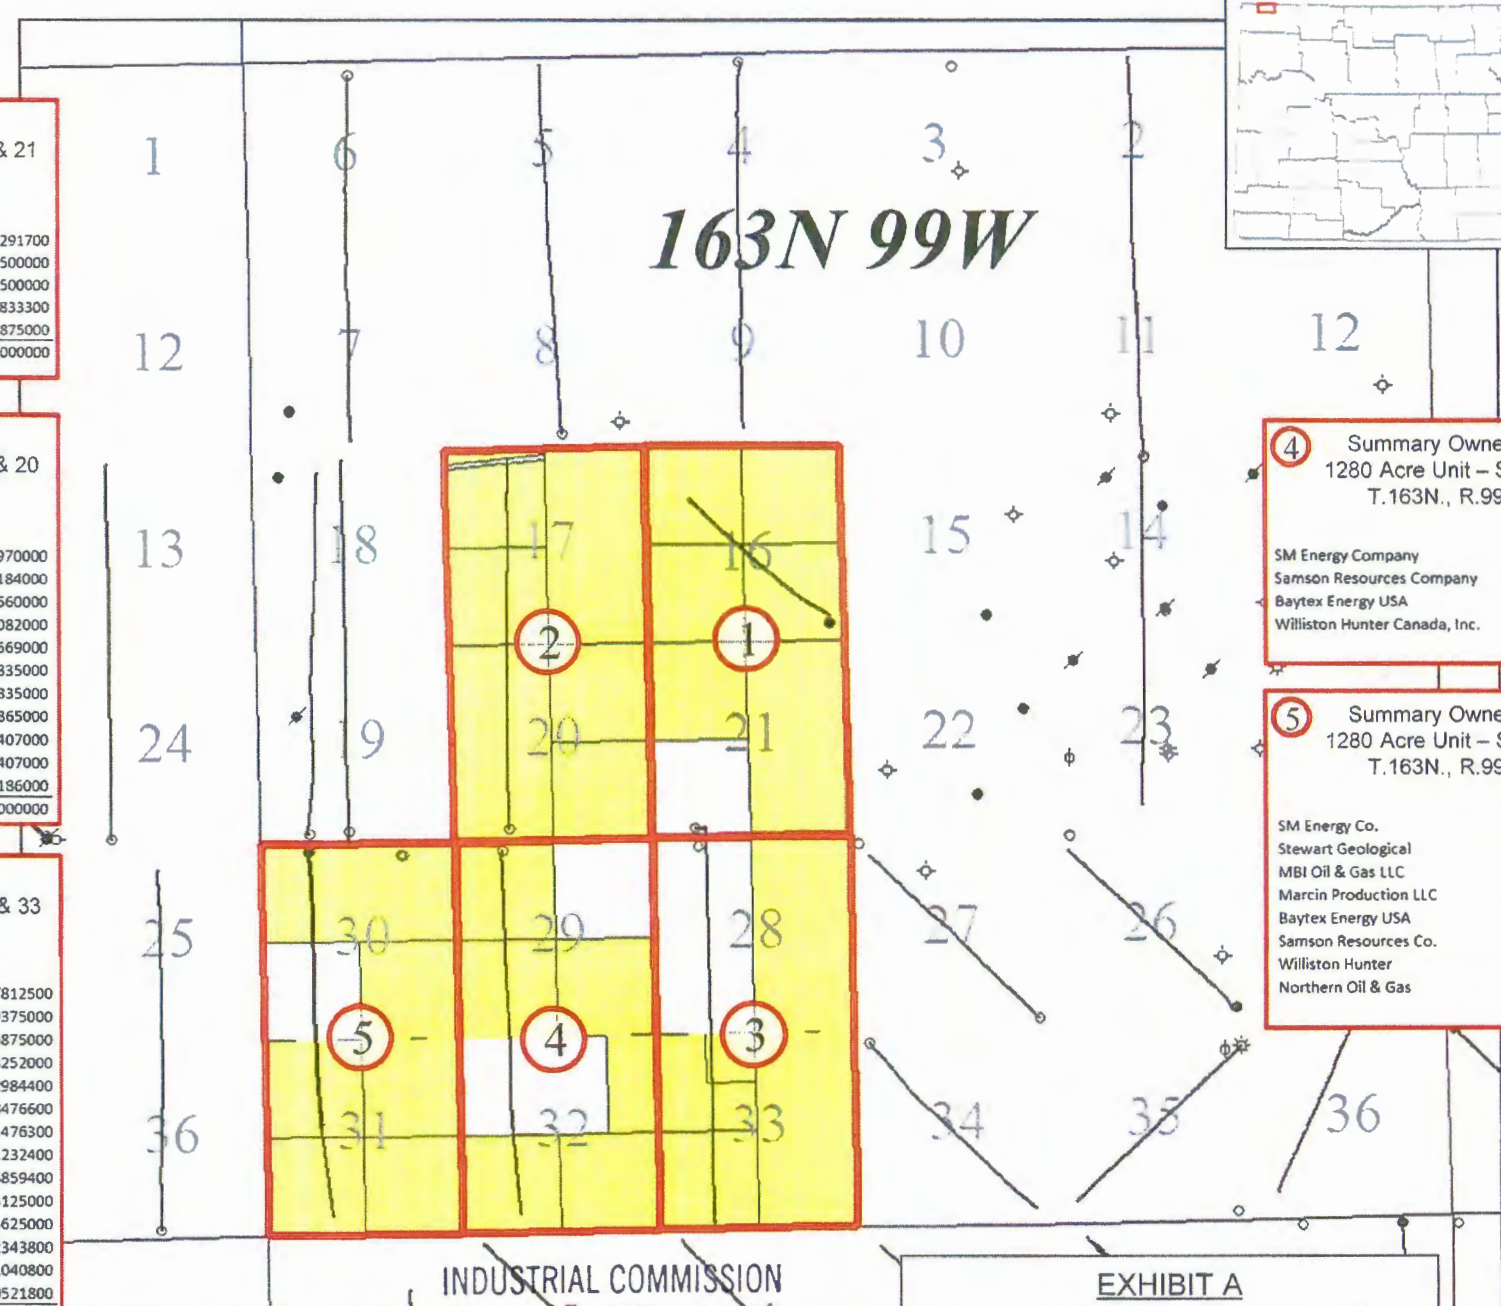 1 6 5 4 3 2
163N 99W
12 7 8 9 10 11 12
13 18 17 16 15 14
24 19 20 21 22 23
25 30 29 28 27 26
36 31 32 33 34 35 36
2 1
5 4 3
& 21
291700
500000
500000
833300
875000
000000
& 20
970000
184000
560000
082000
569000
835000
835000
865000
407000
407000
186000
000000
& 33
7812500
375000
875000
252000
984400
476600
476300
232400
859400
125000
625000
343800
040800
521800
4 Summary Owne
1280 Acre Unit – S
T.163N., R.99
SM Energy Company
Samson Resources Company
Baytex Energy USA
Williston Hunter Canada, Inc.
5 Summary Owne
1280 Acre Unit – S
T.163N., R.99
SM Energy Co.
Stewart Geological
MBI Oil & Gas LLC
Marcin Production LLC
Baytex Energy USA
Samson Resources Co.
Williston Hunter
Northern Oil & Gas
INDUSTRIAL COMMISSION
EXHIBIT A